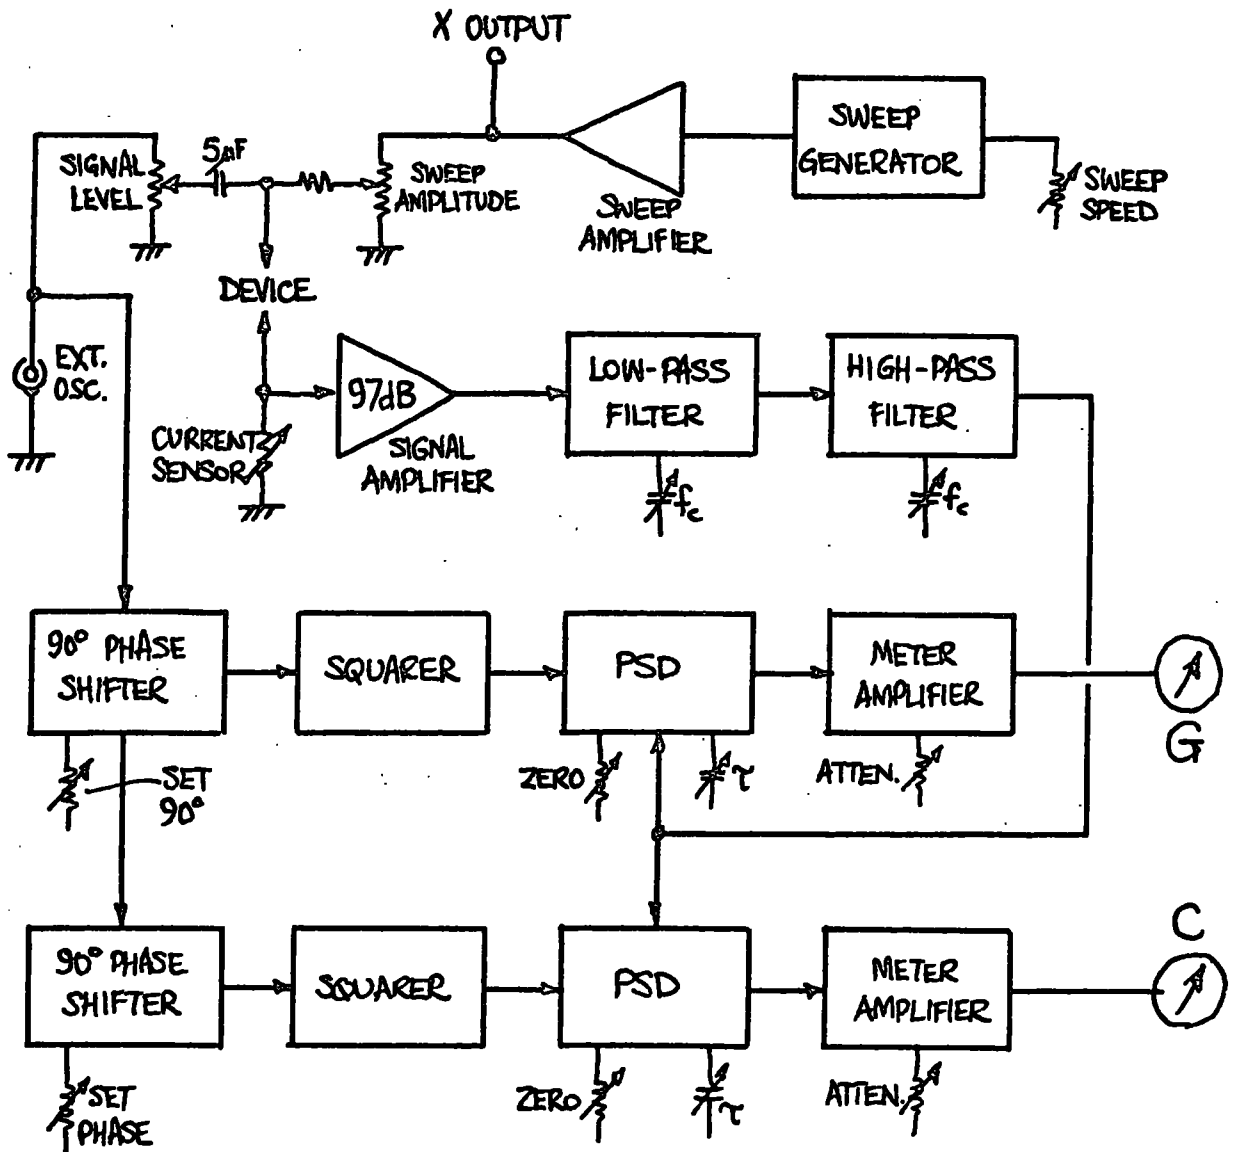 X OUTPUT
SWEEP
GENERATOR
SWEEP
SPEED
SWEEP
AMPLIFIER
SWEEP
AMPLITUDE
SIGNAL
LEVEL
DEVICE
EXT.
OSC.
CURRENT
SENSOR
97dB
SIGNAL
AMPLIFIER
LOW-PASS
FILTER
fc
HIGH-PASS
FILTER
fc
90° PHASE
SHIFTER
SET
90°
SQUARER
PSD
ZERO
τ
METER
AMPLIFIER
ATTEN.
G
90° PHASE
SHIFTER
SET
PHASE
SQUARER
PSD
ZERO
τ
METER
AMPLIFIER
ATTEN.
C